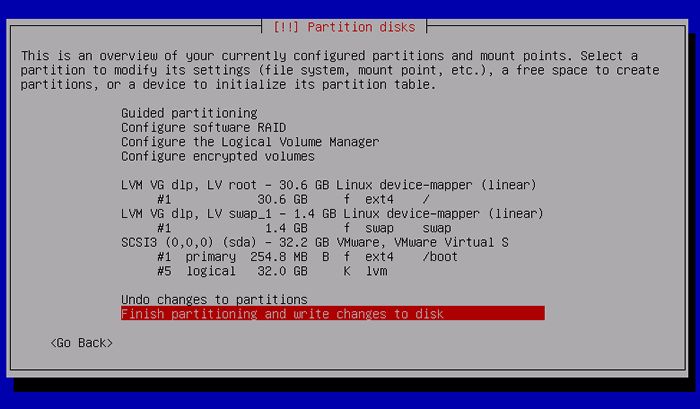 [!!] Partition disks
This is an overview of your currently configured partitions and mount points. Select a
partition to modify its settings (file system, mount point, etc.), a free space to create
partitions, or a device to initialize its partition table.
Guided partitioning
Configure software RAID
Configure the Logical Volume Manager
Configure encrypted volumes
LVM VG dlp, LV root - 30.6 GB Linux device-mapper (linear)
#1 30.6 GB f ext4 /
LVM VG dlp, LV swap_1 - 1.4 GB Linux device-mapper (linear)
#1 1.4 GB f swap swap
SCSI3 (0,0,0) (sda) - 32.2 GB VMware, VMware Virtual S
#1 primary 254.8 MB B f ext4 /boot
#5 logical 32.0 GB K lvm
Undo changes to partitions
Finish partitioning and write changes to disk
<Go Back>